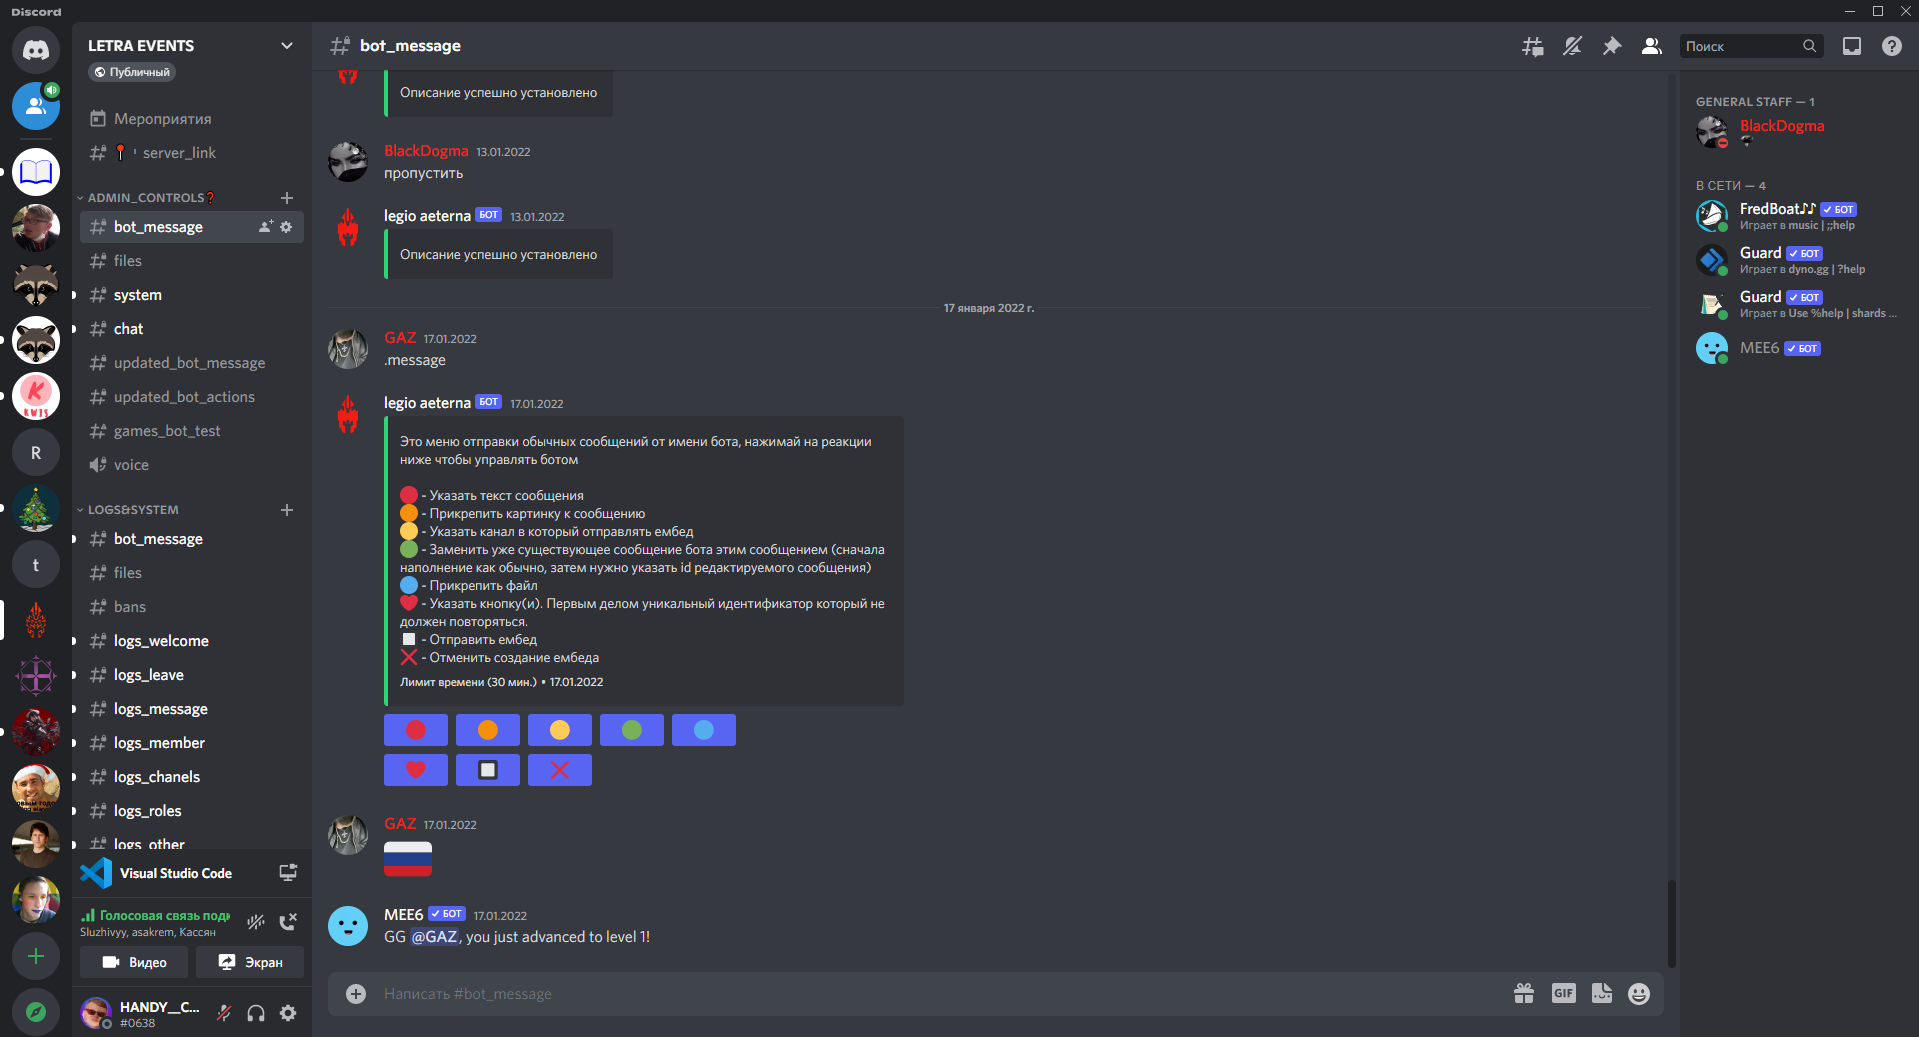 Discord
LETRA EVENTS
Публичный
Мероприятия
server_link
ADMIN_CONTROLS❓
bot_message
files
system
chat
updated_bot_message
updated_bot_actions
games_bot_test
voice
LOGS&SYSTEM
bot_message
files
bans
logs_welcome
logs_leave
logs_message
logs_member
logs_chanels
logs_roles
logs_other
KWJS
R
t
Visual Studio Code
Голосовая связь подк
Sluzhivyy, asakrem, Кассян
Видео
Экран
HANDY__C...
#0638
bot_message
Поиск
Описание успешно установлено
BlackDogma 13.01.2022
пропустить
legio aeterna БОТ 13.01.2022
Описание успешно установлено
17 января 2022 г.
GAZ 17.01.2022
.message
legio aeterna БОТ 17.01.2022
Это меню отправки обычных сообщений от имени бота, нажимай на реакции
ниже чтобы управлять ботом
🔴 - Указать текст сообщения
🟠 - Прикрепить картинку к сообщению
🟡 - Указать канал в который отправлять ембед
🟢 - Заменить уже существующее сообщение бота этим сообщением (сначала
наполнение как обычно, затем нужно указать id редактируемого сообщения)
🔵 - Прикрепить файл
❤️ - Указать кнопку(и). Первым делом уникальный идентификатор который не
должен повторяться.
◻️ - Отправить ембед
❌ - Отменить создание ембеда
Лимит времени (30 мин.) • 17.01.2022
GAZ 17.01.2022
MEE6 БОТ 17.01.2022
GG @GAZ, you just advanced to level 1!
Написать #bot_message
GIF
GENERAL STAFF — 1
BlackDogma
В СЕТИ — 4
FredBoat♪♪ БОТ
Играет в music | ;;help
Guard БОТ
Играет в dyno.gg | ?help
Guard БОТ
Играет в Use %help | shards ...
MEE6 БОТ